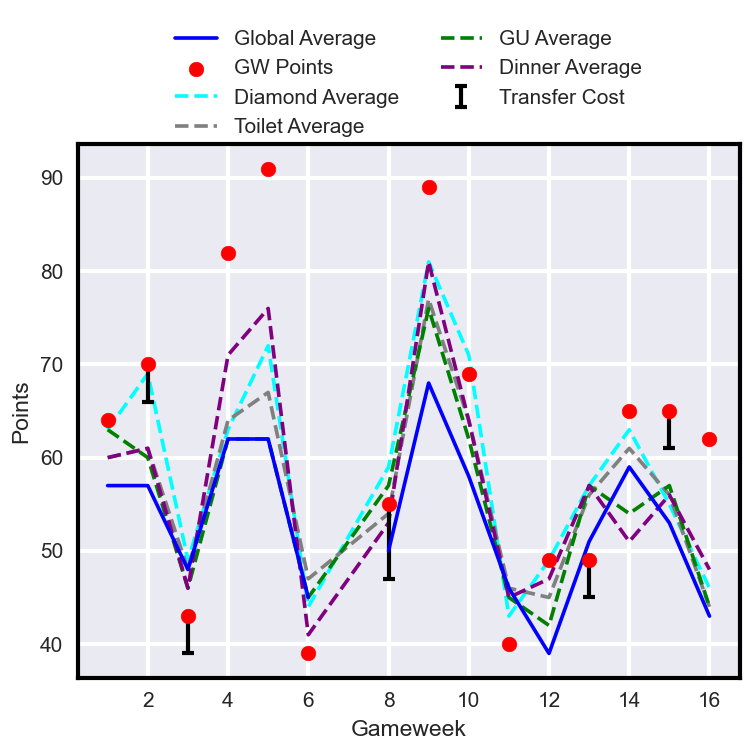 Global Average
GW Points
Diamond Average
Toilet Average
GU Average
Dinner Average
Transfer Cost
90
80
70
60
50
40
Points
2 4 6 8 10 12 14 16
Gameweek